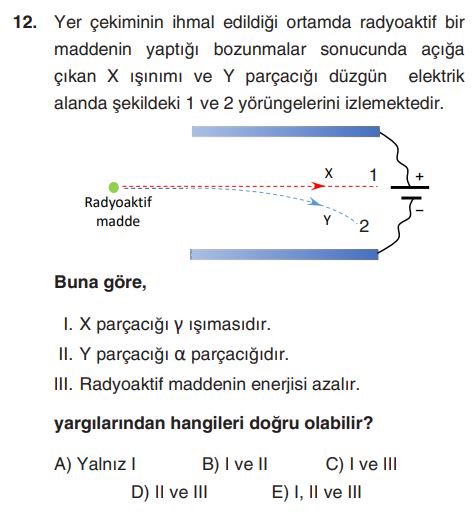 12. Yer çekiminin ihmal edildiği ortamda radyoaktif bir
maddenin yaptığı bozunmalar sonucunda açığa
çıkan X ışınımı ve Y parçacığı düzgün elektrik
alanda şekildeki 1 ve 2 yörüngelerini izlemektedir.
X 1 +
Radyoaktif
madde
Y 2 −
Buna göre,
I. X parçacığı γ ışımasıdır.
II. Y parçacığı α parçacığıdır.
III. Radyoaktif maddenin enerjisi azalır.
yargılarından hangileri doğru olabilir?
A) Yalnız I B) I ve II C) I ve III
D) II ve III E) I, II ve III